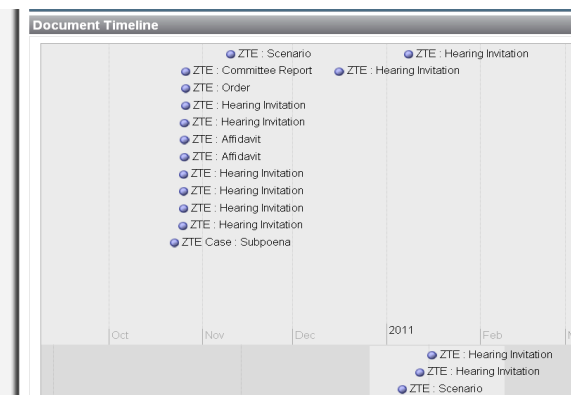 Document Timeline
ZTE : Scenario
ZTE : Hearing Invitation
ZTE : Committee Report
ZTE : Hearing Invitation
ZTE : Order
ZTE : Hearing Invitation
ZTE : Hearing Invitation
ZTE : Affidavit
ZTE : Affidavit
ZTE : Hearing Invitation
ZTE : Hearing Invitation
ZTE : Hearing Invitation
ZTE : Hearing Invitation
ZTE Case : Subpoena
Oct Nov Dec 2011 Feb
ZTE : Hearing Invitation
ZTE : Hearing Invitation
ZTE : Scenario